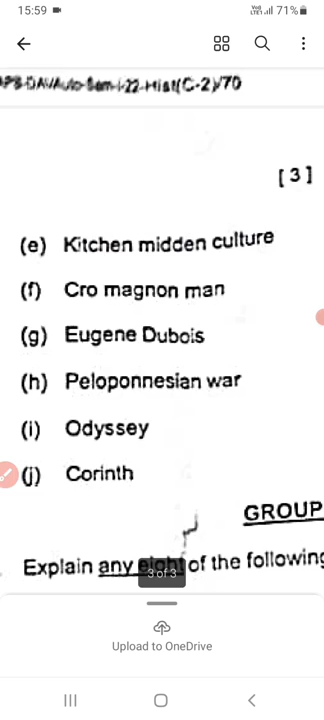 15:59
71%
DAV Auto-Sem-I-22-Hist(C-2)/70
[ 3 ]
(e) Kitchen midden culture
(f) Cro magnon man
(g) Eugene Dubois
(h) Peloponnesian war
(i) Odyssey
(j) Corinth
GROUP
Explain any eight of the following
3 of 3
Upload to OneDrive